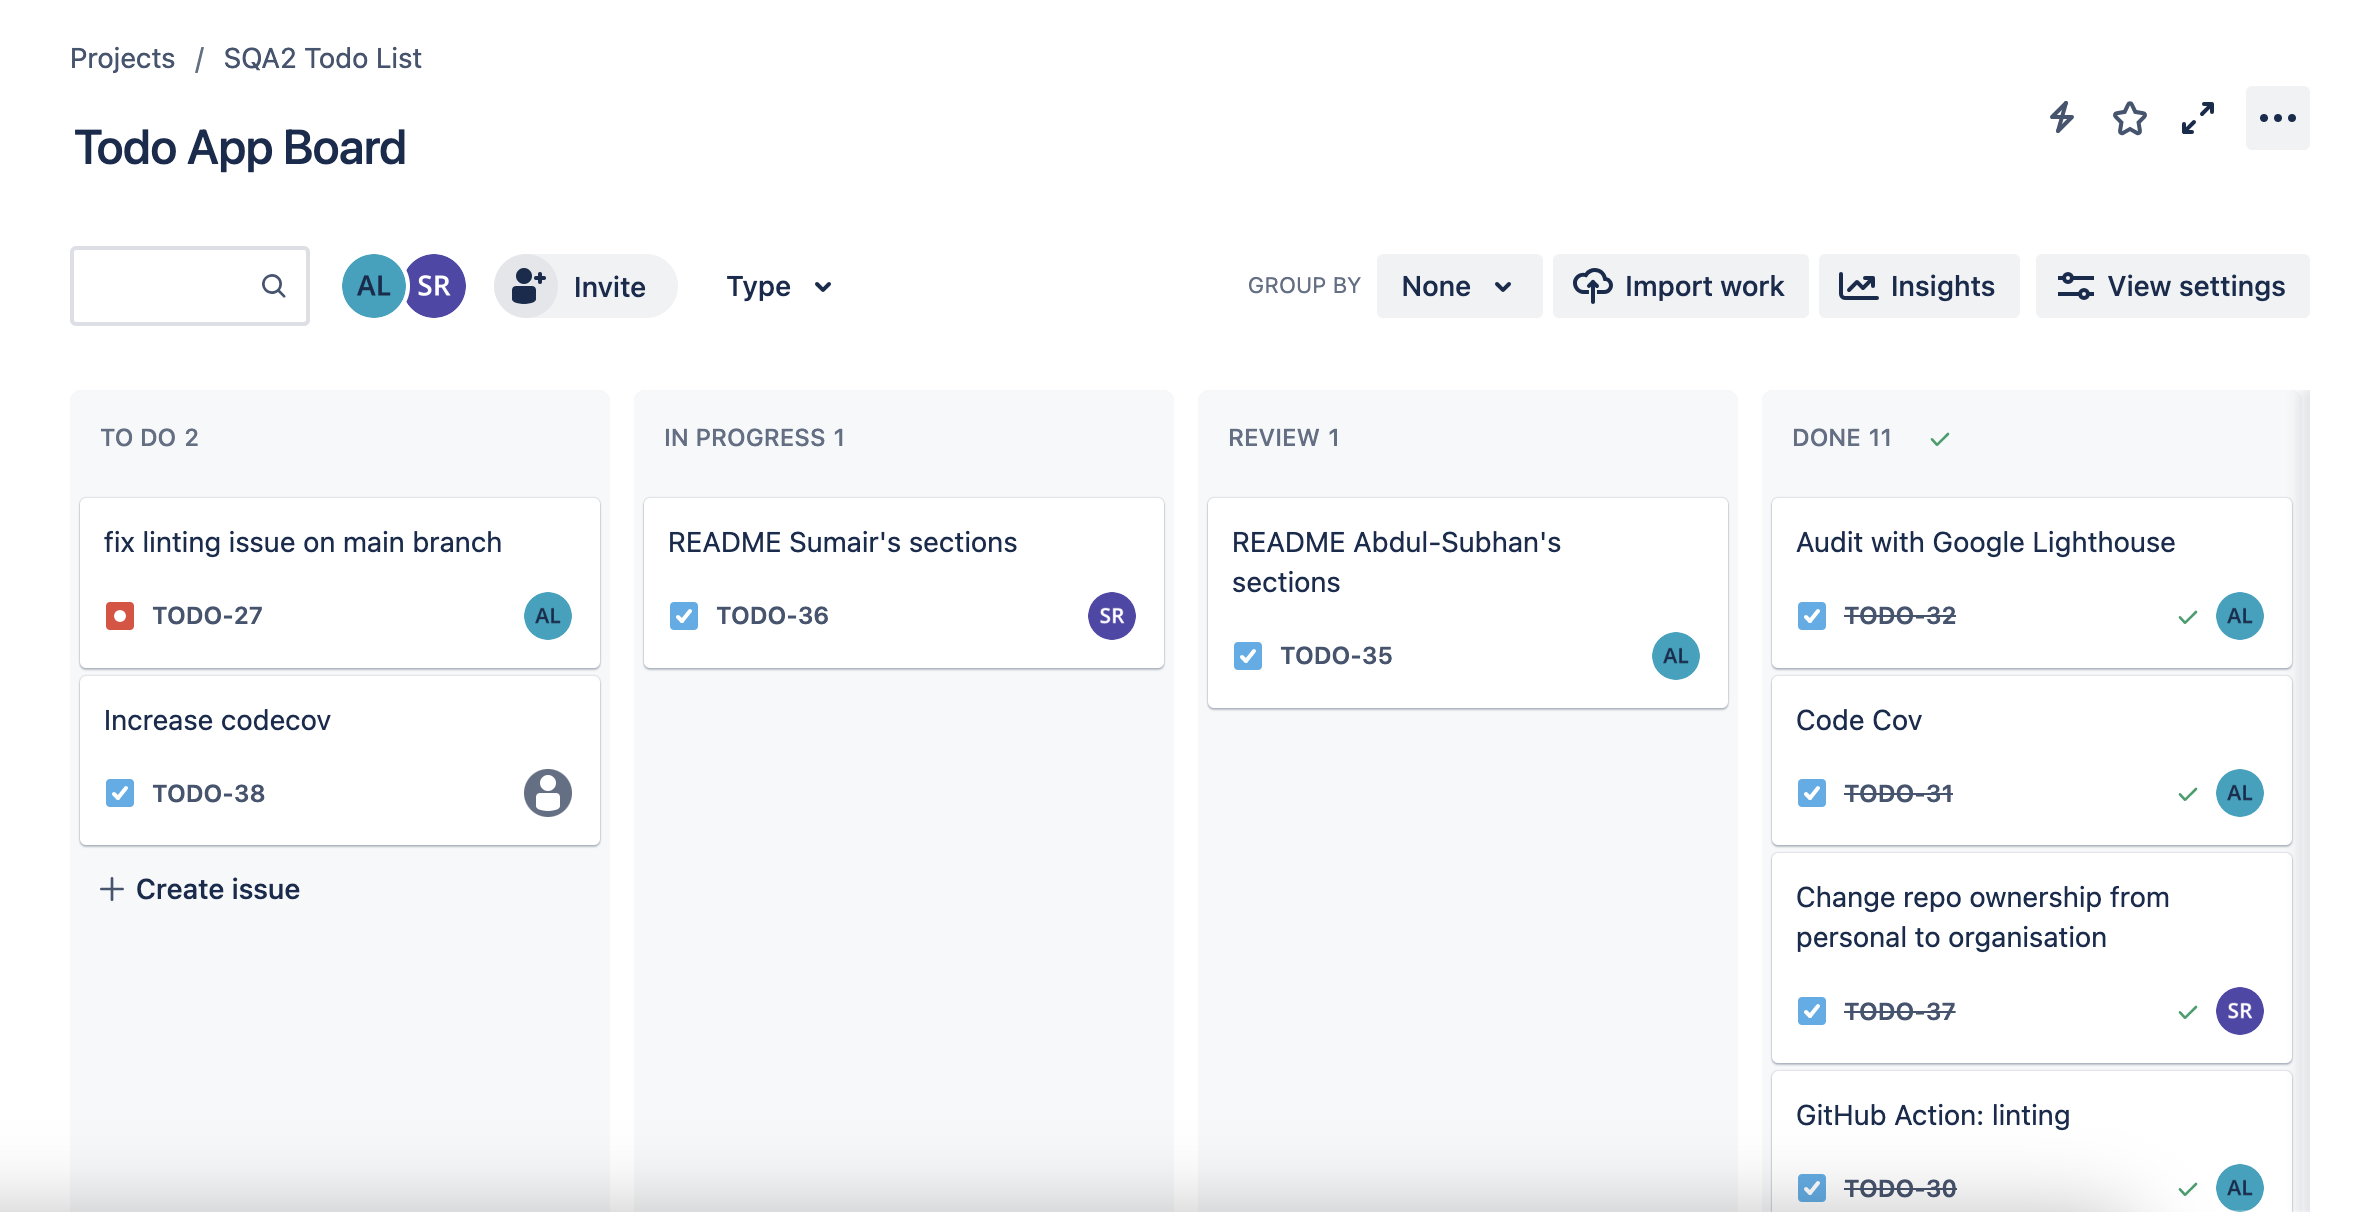 Projects / SQA2 Todo List
Todo App Board
AL SR Invite Type GROUP BY None Import work Insights View settings
TO DO 2
fix linting issue on main branch
TODO-27 AL
Increase codecov
TODO-38
Create issue
IN PROGRESS 1
README Sumair's sections
TODO-36 SR
REVIEW 1
README Abdul-Subhan's
sections
TODO-35 AL
DONE 11
Audit with Google Lighthouse
TODO-32 AL
Code Cov
TODO-31 AL
Change repo ownership from
personal to organisation
TODO-37 SR
GitHub Action: linting
TODO-30 AL